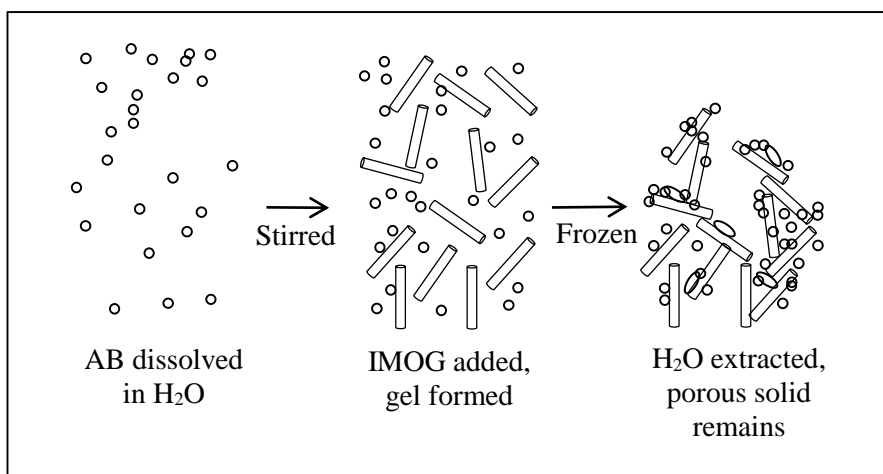 Stirred
Frozen
AB dissolved
in H₂O
IMOG added,
gel formed
H₂O extracted,
porous solid
remains